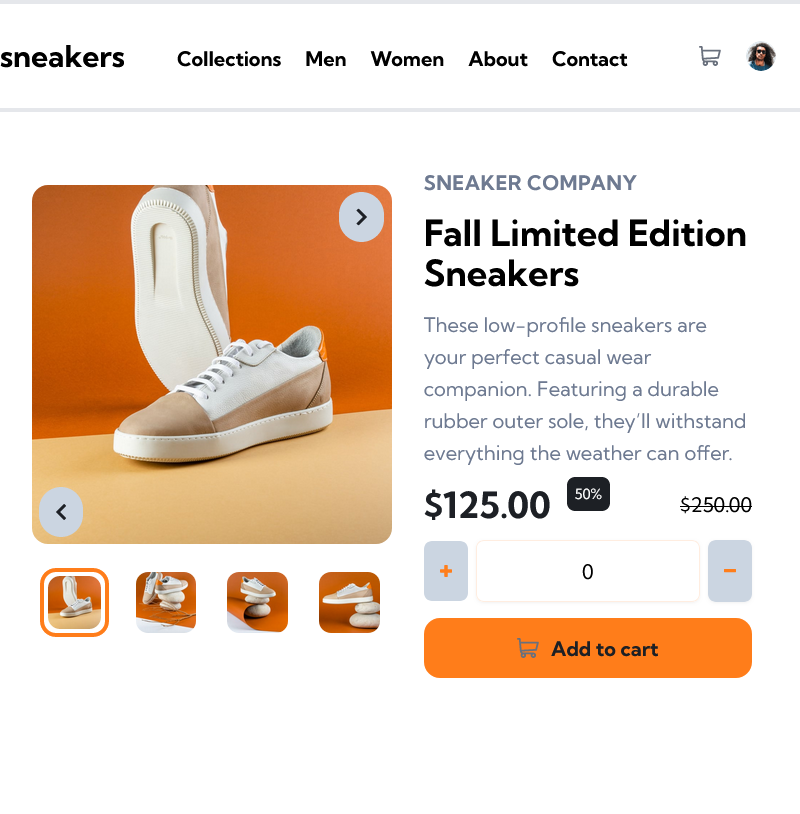 sneakers
Collections
Men
Women
About
Contact
SNEAKER COMPANY
Fall Limited Edition
Sneakers
These low-profile sneakers are
your perfect casual wear
companion. Featuring a durable
rubber outer sole, they’ll withstand
everything the weather can offer.
$125.00
50%
$250.00
+
0
−
Add to cart